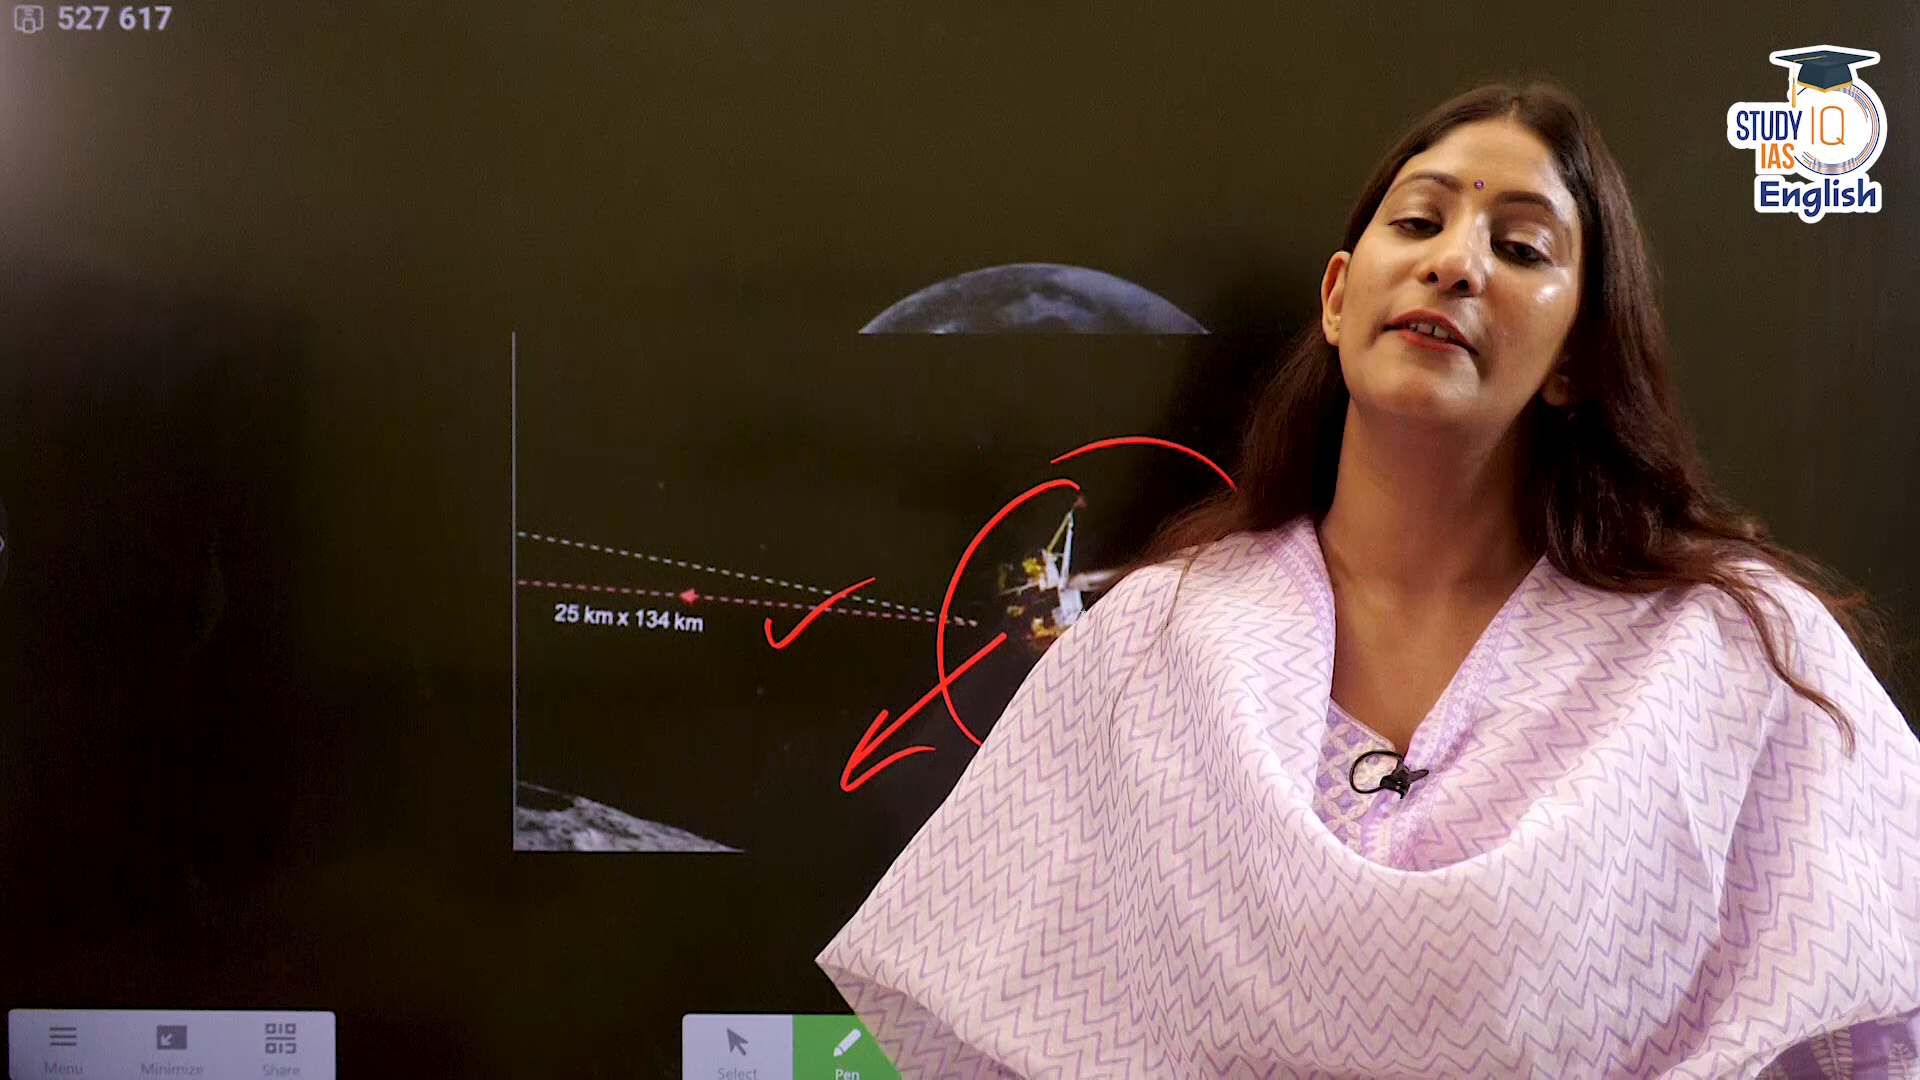 527 617
STUDY IQ
IAS
English
25 km x 134 km
Menu
Minimize
Share
Select
Pen